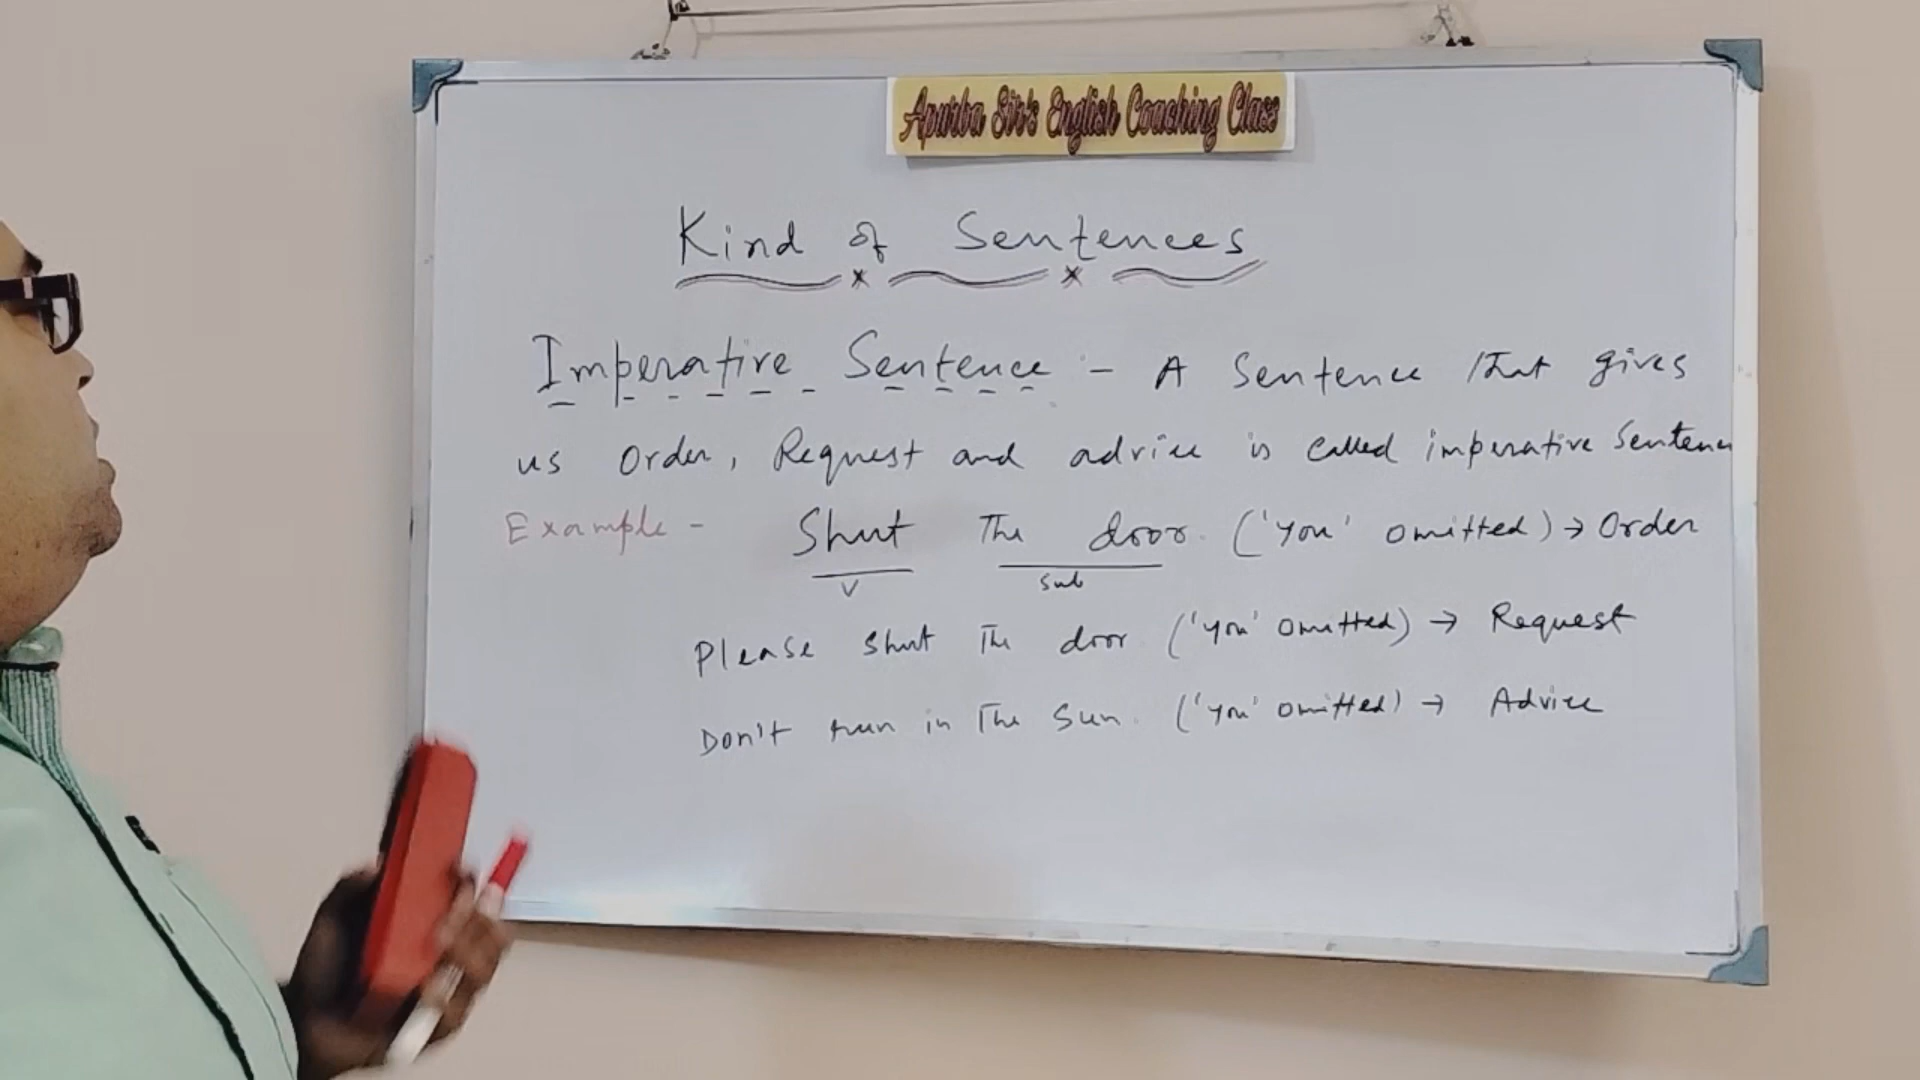 Apurba Sir's English Coaching Class
Kind of Sentences
Imperative Sentence :- A Sentence that gives
us Order, Request and advice is called imperative Sentence
Example - Shut The door. ('You' omitted) → Order
V sub
Please shut The door ('you' omitted) → Request
Don't run in The Sun. ('you' omitted) → Advice